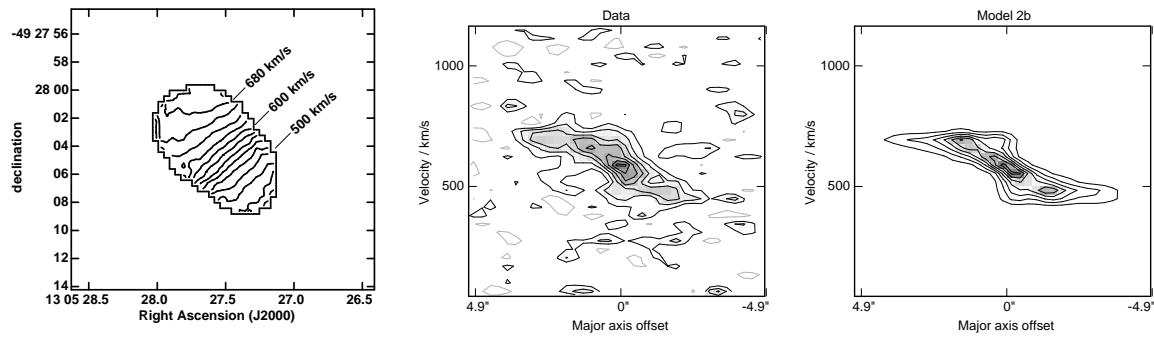 -49 27 56
58
28 00
02
04
06
08
10
12
14
declination
680 km/s
600 km/s
500 km/s
13 05 28.5
28.0
27.5
27.0
26.5
Right Ascension (J2000)
Data
1000
500
Velocity / km/s
4.9"
0"
-4.9"
Major axis offset
Model 2b
1000
500
Velocity / km/s
4.9"
0"
-4.9"
Major axis offset